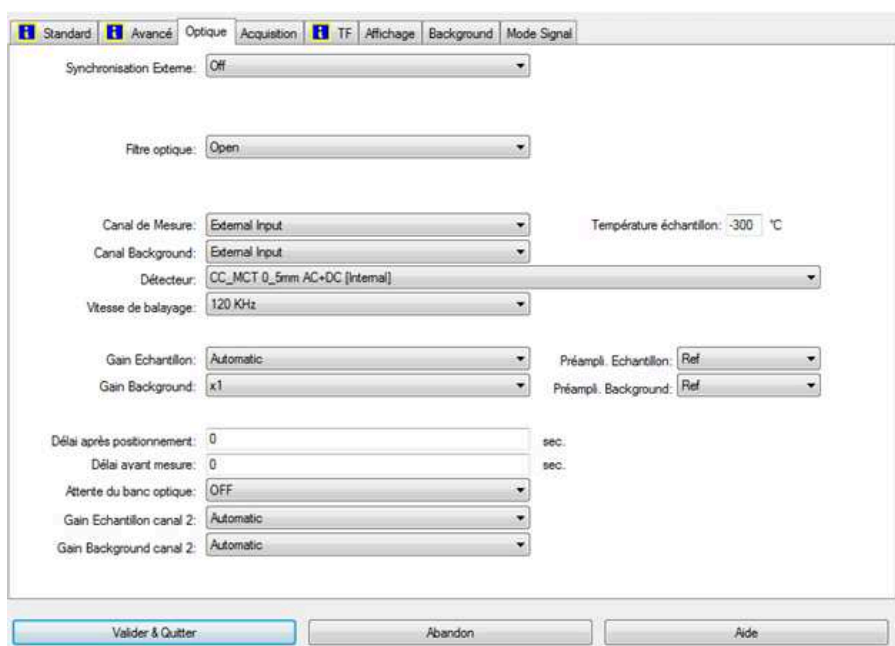 Standard Avancé Optique Acquisition TF Affichage Background Mode Signal
Synchronisation Externe: Off
Filtre optique: Open
Canal de Mesure: External Input Température échantillon: -300 °C
Canal Background: External Input
Détecteur: CC_MCT 0_5mm AC+DC [Internal]
Vitesse de balayage: 120 KHz
Gain Echantillon: Automatic Préampli. Echantillon: Ref
Gain Background: x1 Préampli. Background: Ref
Délai après positionnement: 0 sec.
Délai avant mesure: 0 sec.
Attente du banc optique: OFF
Gain Echantillon canal 2: Automatic
Gain Background canal 2: Automatic
Valider & Quitter Abandon Aide